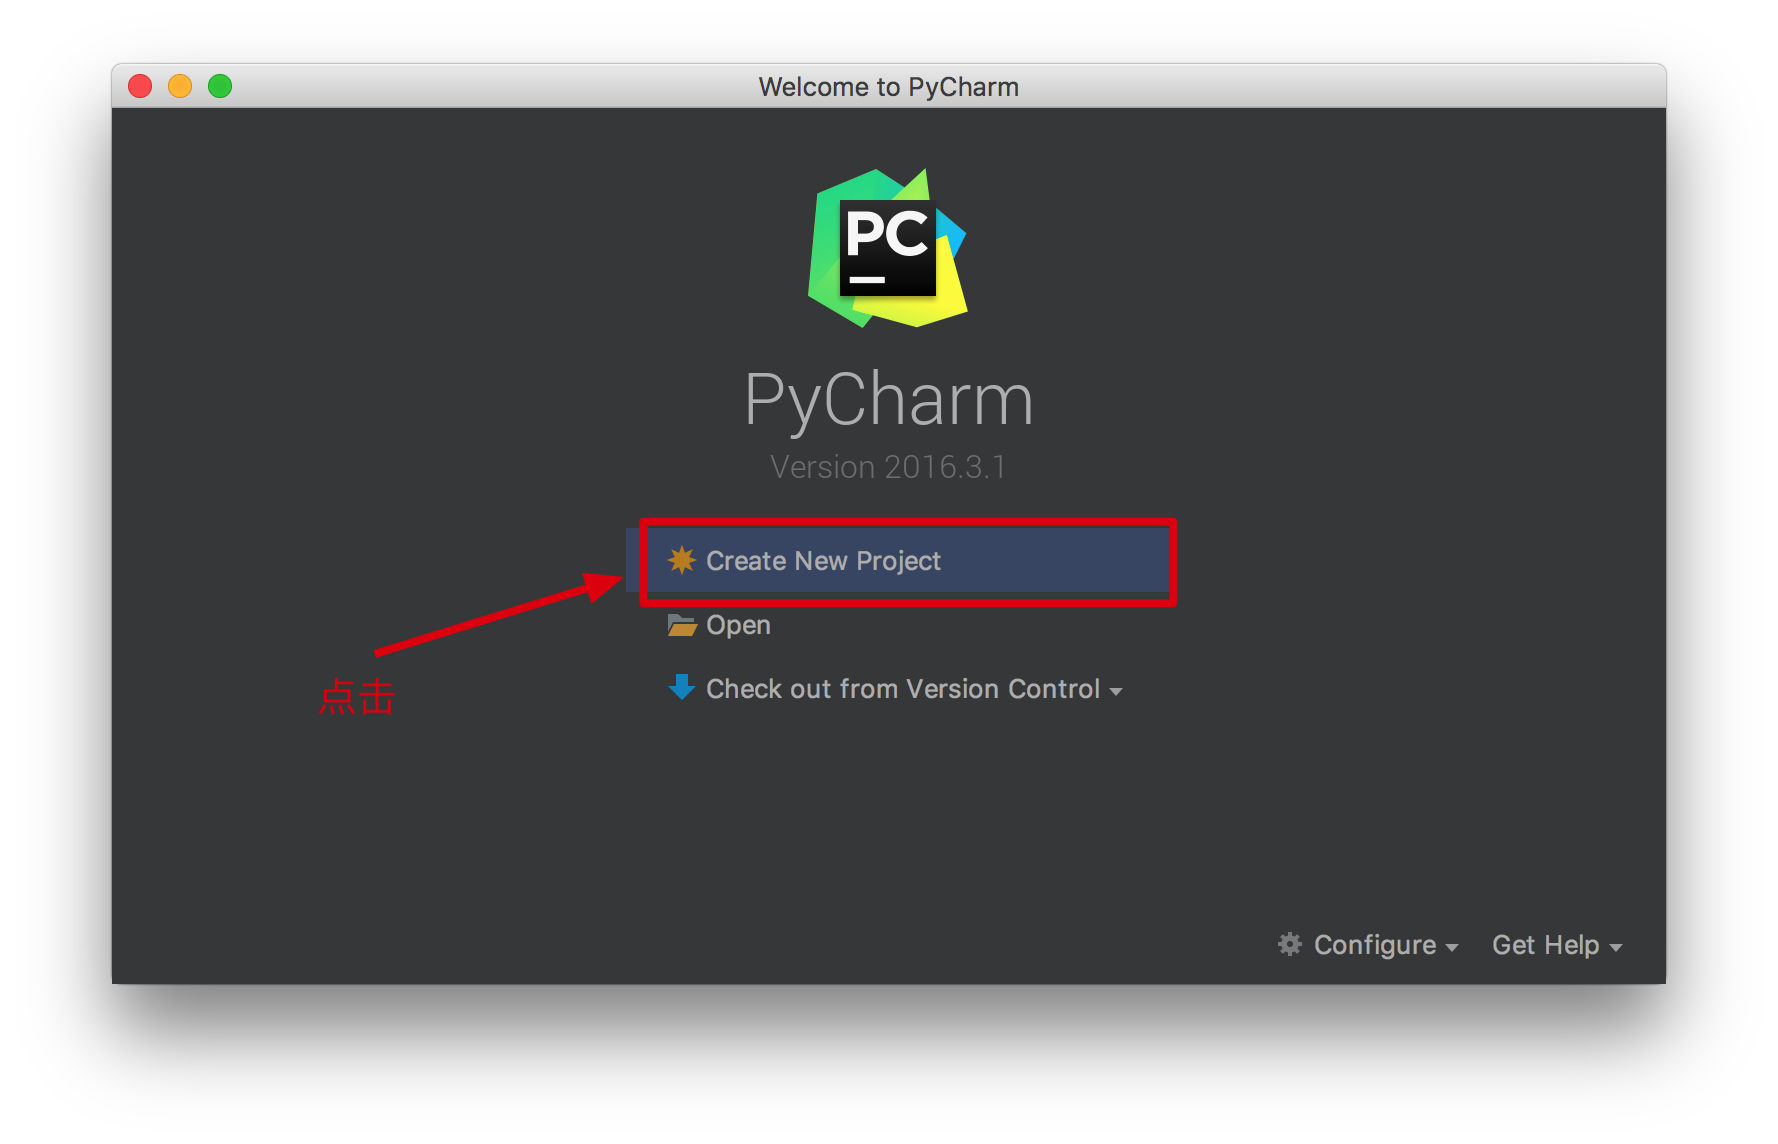 Welcome to PyCharm
PC
PyCharm
Version 2016.3.1
Create New Project
Open
点击
Check out from Version Control
Configure
Get Help